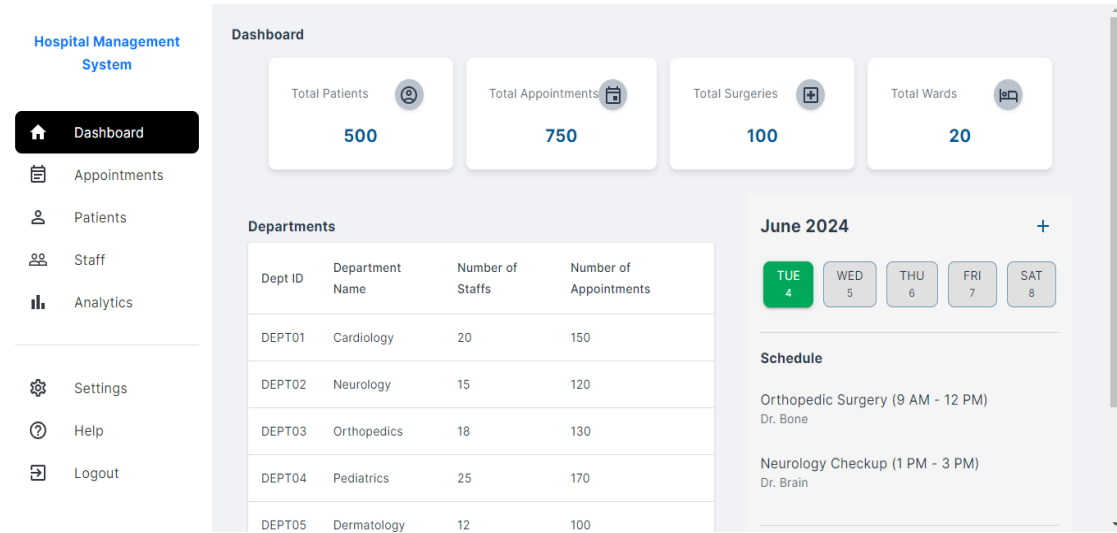 Hospital Management
System
Dashboard
Appointments
Patients
Staff
Analytics
Settings
Help
Logout
Dashboard
Total Patients
500
Total Appointments
750
Total Surgeries
100
Total Wards
20
Departments
Dept ID Department Name Number of Staffs Number of Appointments
DEPT01 Cardiology 20 150
DEPT02 Neurology 15 120
DEPT03 Orthopedics 18 130
DEPT04 Pediatrics 25 170
DEPT05 Dermatology 12 100
June 2024 +
TUE WED THU FRI SAT
4 5 6 7 8
Schedule
Orthopedic Surgery (9 AM - 12 PM)
Dr. Bone
Neurology Checkup (1 PM - 3 PM)
Dr. Brain